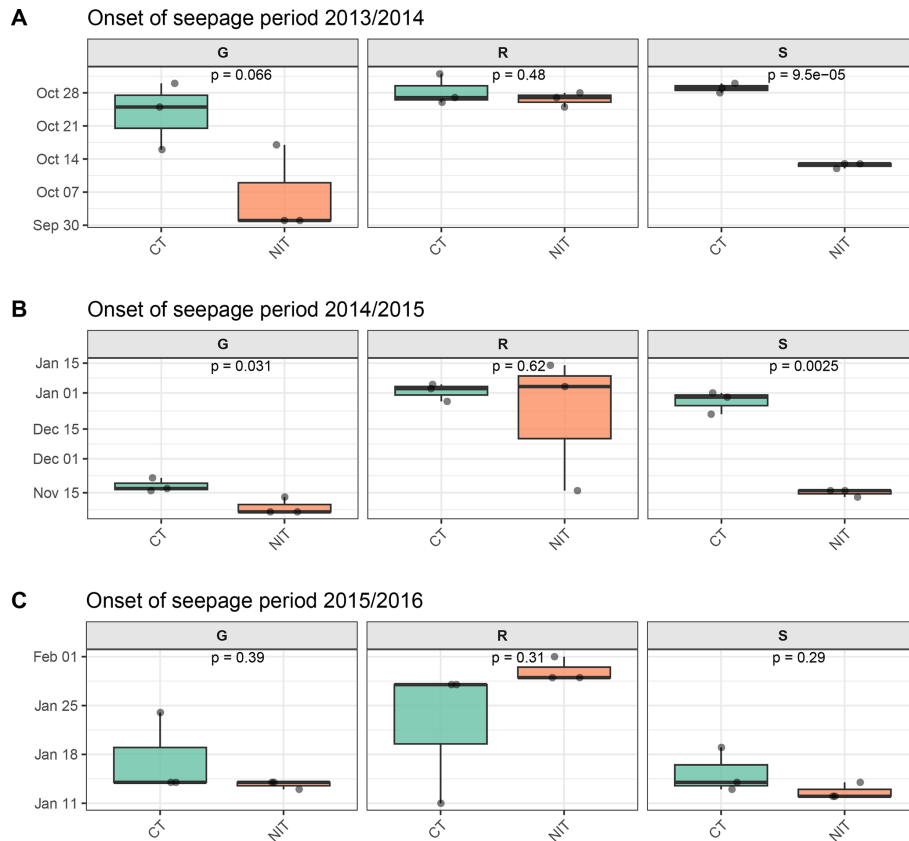 A Onset of seepage period 2013/2014
G R S
p = 0.066 p = 0.48 p = 9.5e−05
Oct 28
Oct 21
Oct 14
Oct 07
Sep 30
CT NIT CT NIT CT NIT
B Onset of seepage period 2014/2015
G R S
Jan 15
p = 0.031 p = 0.62 p = 0.0025
Jan 01
Dec 15
Dec 01
Nov 15
CT NIT CT NIT CT NIT
C Onset of seepage period 2015/2016
G R S
Feb 01 p = 0.39 p = 0.31 p = 0.29
Jan 25
Jan 18
Jan 11
CT NIT CT NIT CT NIT